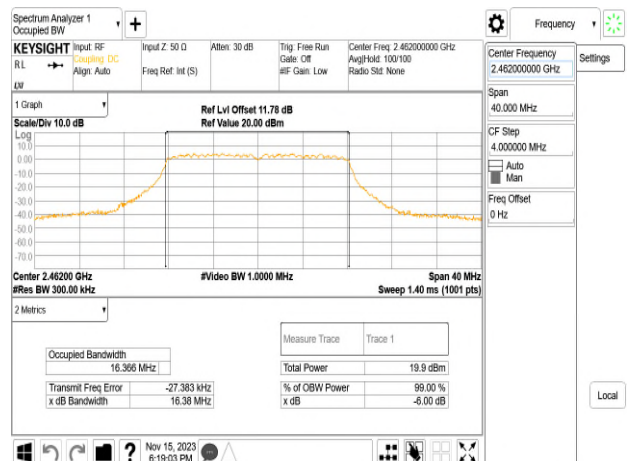 Spectrum Analyzer 1
Occupied BW
Frequency
KEYSIGHT
RL
LXI
Input: RF
Coupling: DC
Align: Auto
Input Z: 50 Ω
Freq Ref: Int (S)
Atten: 30 dB
Trig: Free Run
Gate: Off
#IF Gain: Low
Center Freq: 2.462000000 GHz
Avg|Hold: 100/100
Radio Std: None
Center Frequency
2.462000000 GHz
Settings
Span
40.000 MHz
CF Step
4.000000 MHz
Auto
Man
Freq Offset
0 Hz
1 Graph
Scale/Div 10.0 dB
Ref Lvl Offset 11.78 dB
Ref Value 20.00 dBm
Log
10.0
0.00
-10.0
-20.0
-30.0
-40.0
-50.0
-60.0
-70.0
Center 2.46200 GHz
#Video BW 1.0000 MHz
Span 40 MHz
#Res BW 300.00 kHz
Sweep 1.40 ms (1001 pts)
2 Metrics
Measure Trace Trace 1
Occupied Bandwidth
16.366 MHz
Total Power 19.9 dBm
Transmit Freq Error -27.383 kHz
% of OBW Power 99.00 %
x dB Bandwidth 16.38 MHz
x dB -6.00 dB
Local
?
Nov 15, 2023
6:19:03 PM